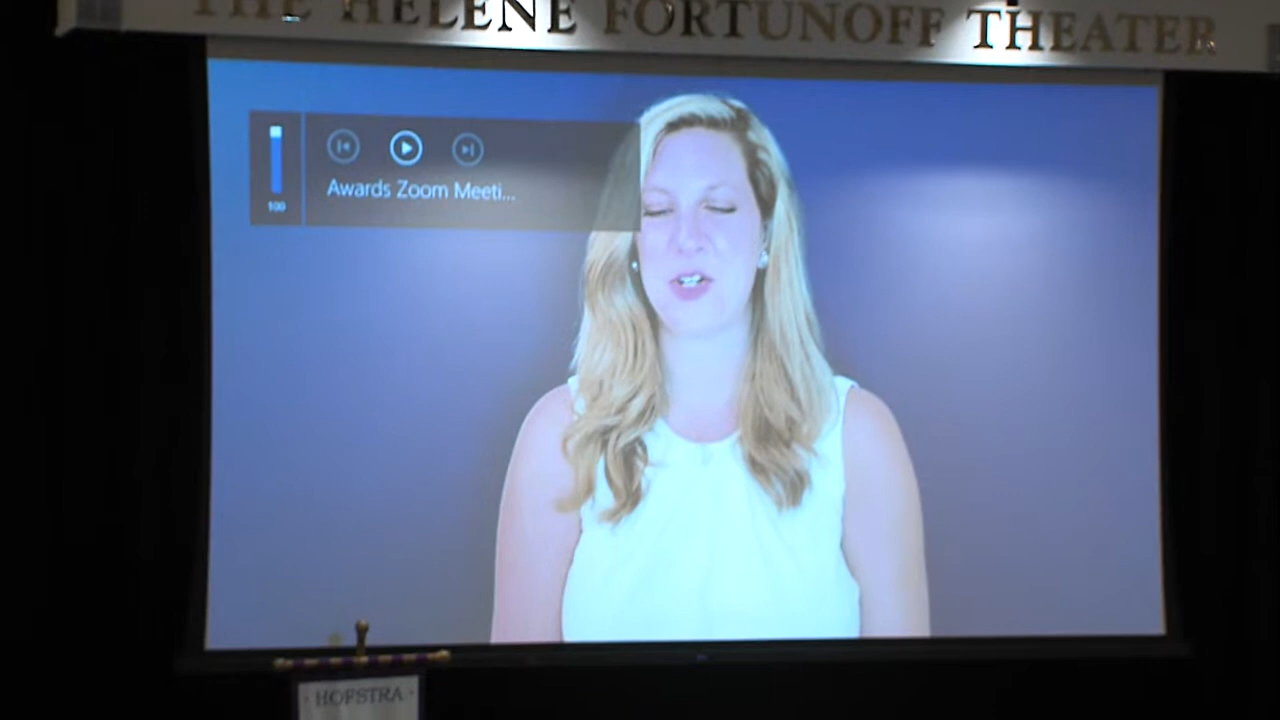 THE HELENE FORTUNOFF THEATER
100
Awards Zoom Meeti...
· HOFSTRA ·